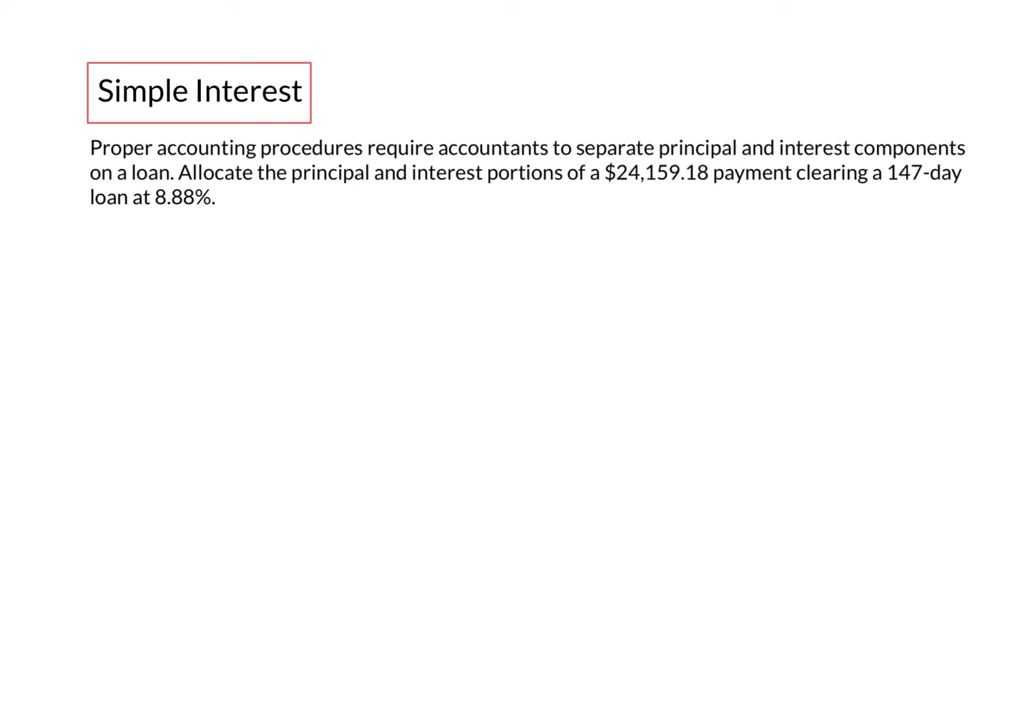 Simple Interest
Proper accounting procedures require accountants to separate principal and interest components
on a loan. Allocate the principal and interest portions of a $24,159.18 payment clearing a 147-day
loan at 8.88%.